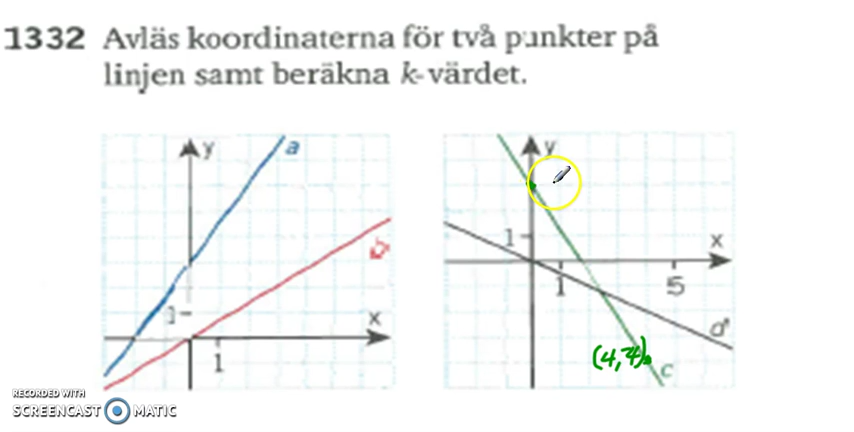 1332 Avläs koordinaterna för två punkter på
linjen samt beräkna k-värdet.
y a
b
1
x
1
y
1
x
1 5
d
(4,-4)
c
RECORDED WITH
SCREENCAST MATIC